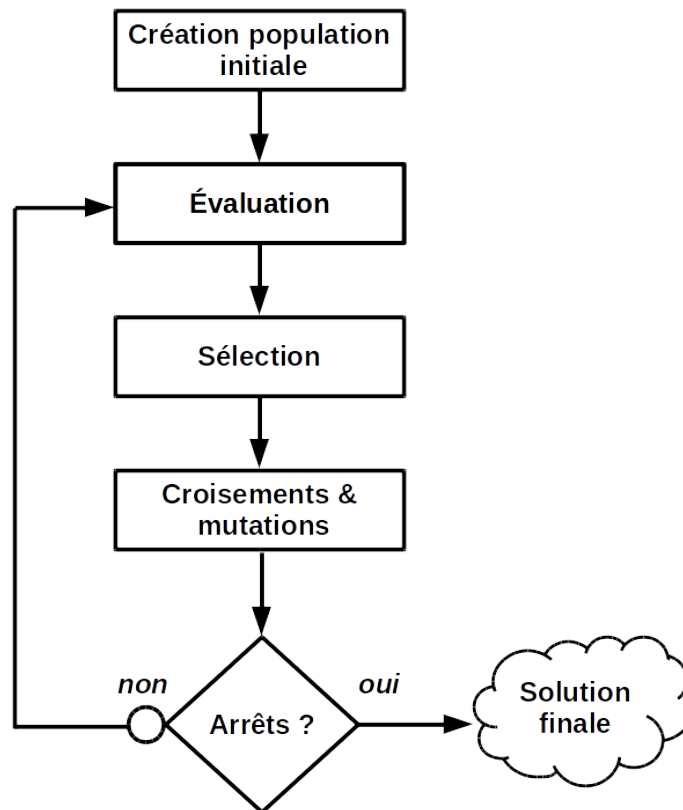 Création population
initiale
Évaluation
Sélection
Croisements &
mutations
non
oui
Arrêts ?
Solution
finale